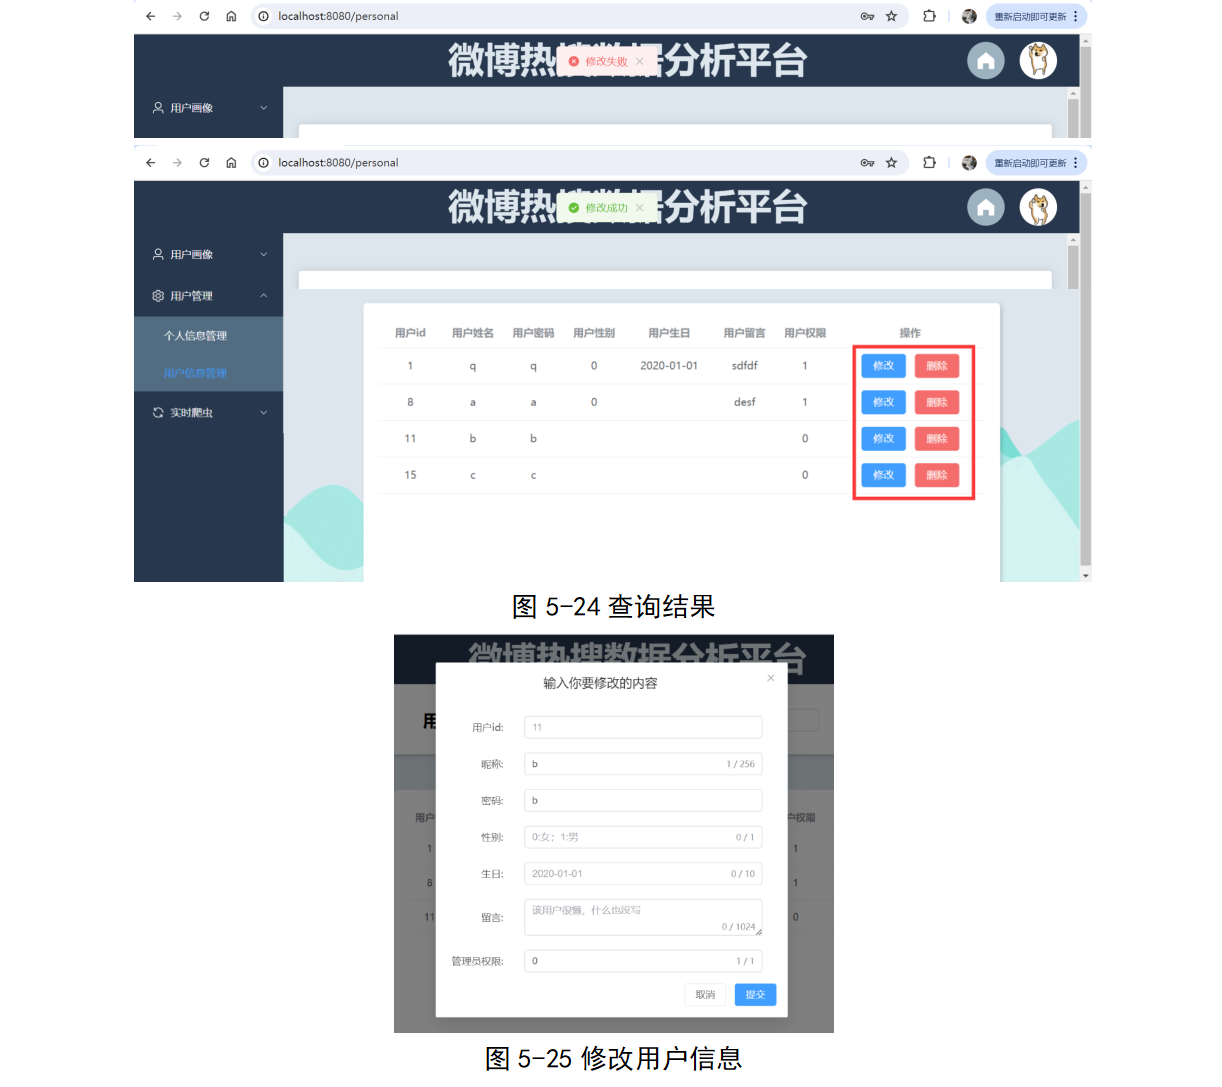 localhost:8080/personal
重新启动即可更新
微博热搜数据分析平台
修改失败
用户画像
localhost:8080/personal
重新启动即可更新
微博热搜数据分析平台
修改成功
用户画像
用户管理
个人信息管理
用户信息管理
实时爬虫
用户id 用户姓名 用户密码 用户性别 用户生日 用户留言 用户权限 操作
1 q q 0 2020-01-01 sdfdf 1 修改 删除
8 a a 0 desf 1 修改 删除
11 b b 0 修改 删除
15 c c 0 修改 删除
图 5-24 查询结果
微博热搜数据分析平台
用
输入你要修改的内容
用户id: 11
昵称: b 1 / 256
密码: b
性别: 0:女; 1:男 0 / 1
生日: 2020-01-01 0 / 10
留言: 该用户很懒，什么也没写 0 / 1024
管理员权限: 0 1 / 1
取消 提交
用户 户权限
1 1
8 1
11 0
图 5-25 修改用户信息